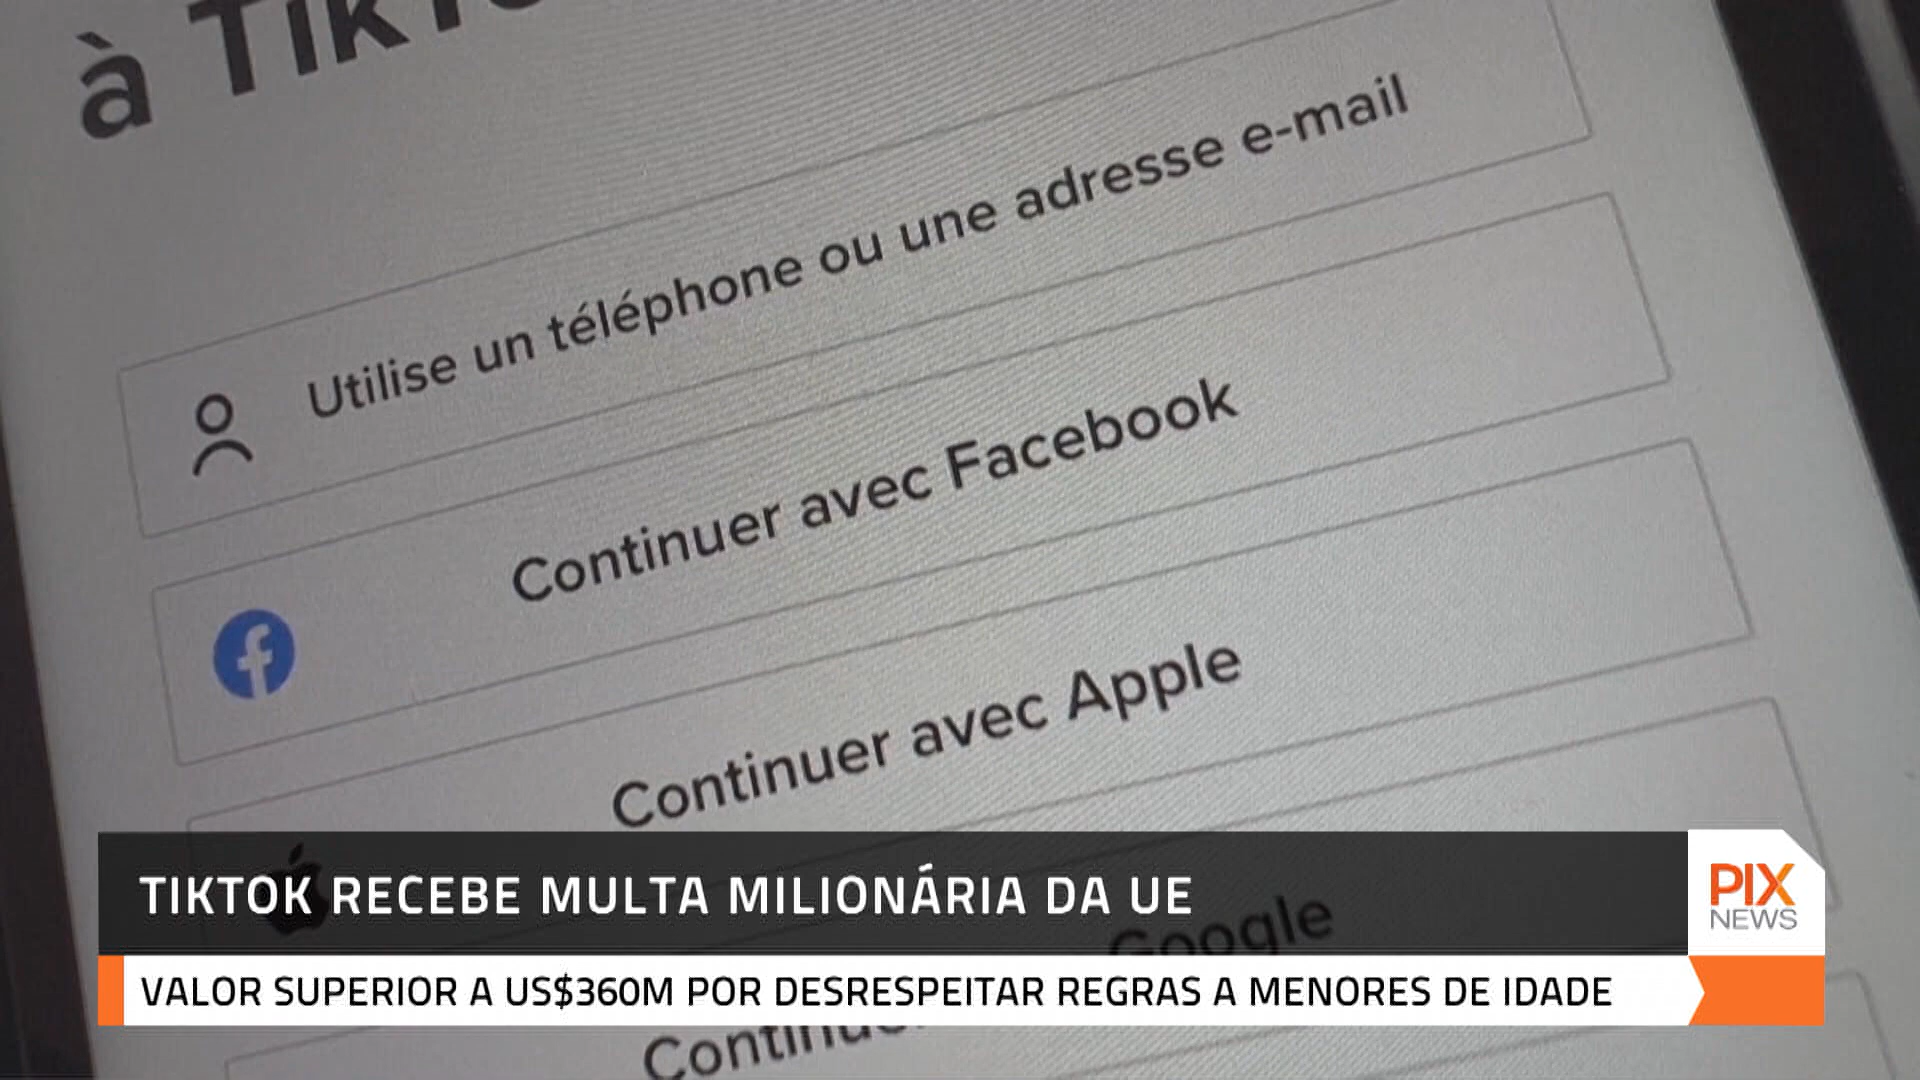 à TikTo
Utilise un téléphone ou une adresse e-mail
Continuer avec Facebook
Continuer avec Apple
Google
TIKTOK RECEBE MULTA MILIONÁRIA DA UE
PIX
NEWS
VALOR SUPERIOR A US$360M POR DESRESPEITAR REGRAS A MENORES DE IDADE